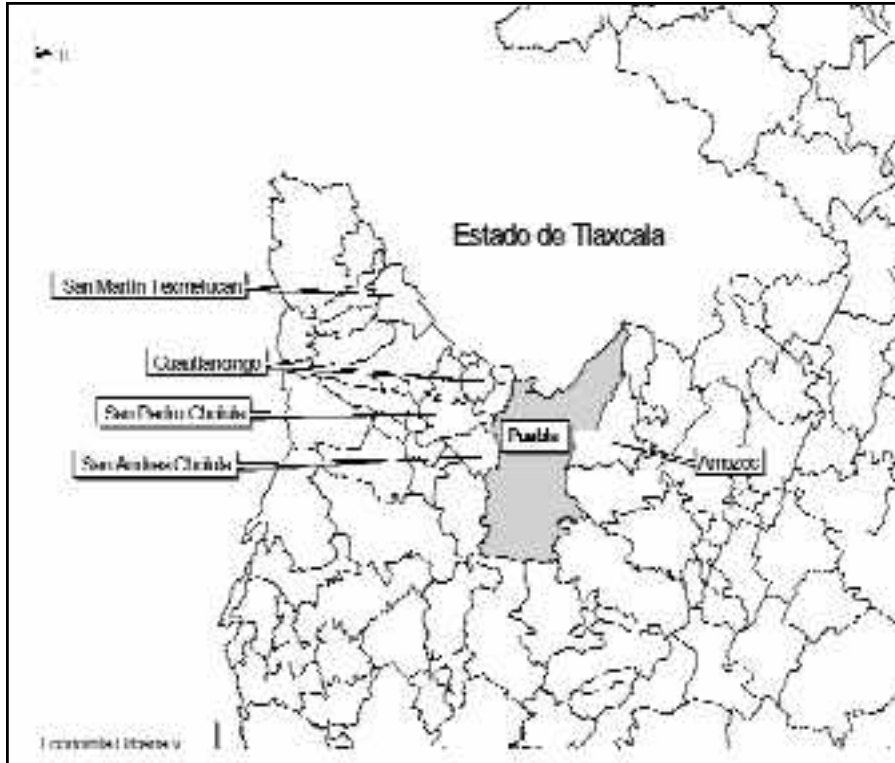 Estado de Tlaxcala
San Martín Texmelucan
Cuautlancingo
San Pedro Cholula
Puebla
San Andrés Cholula
Amozoc